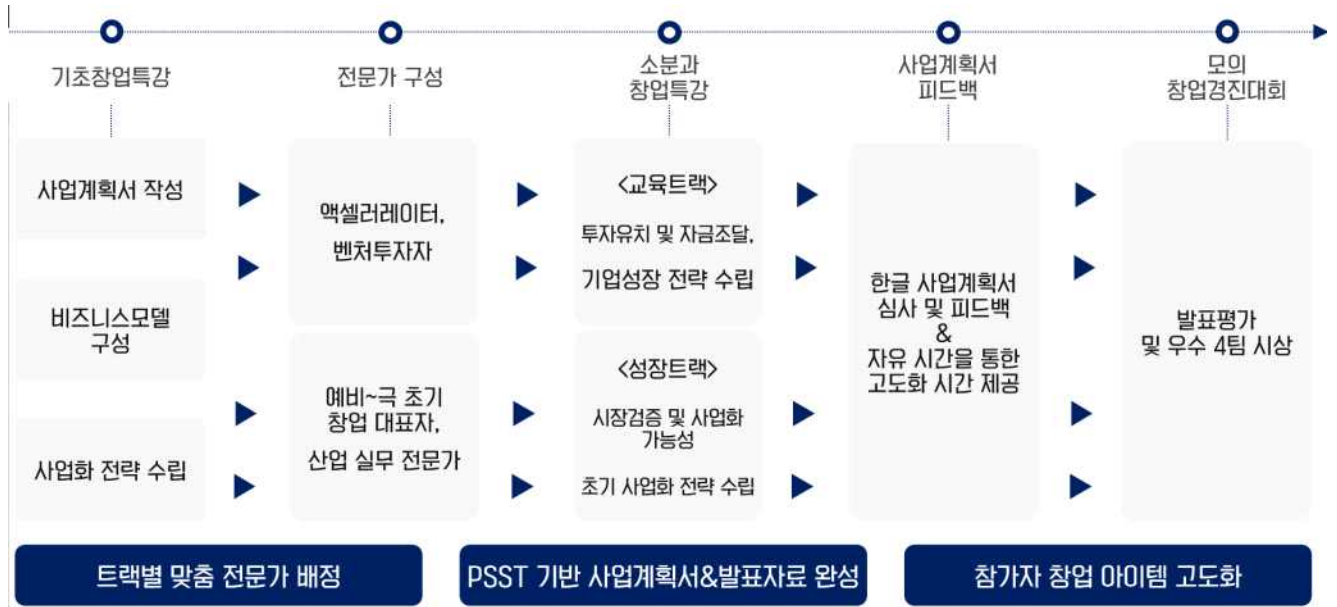 기초창업특강
전문가 구성
소분과
창업특강
사업계획서
피드백
모의
창업경진대회
사업계획서 작성
비즈니스모델
구성
사업화 전략 수립
액셀러레이터,
벤처투자자
예비~극 초기
창업 대표자,
산업 실무 전문가
<교육트랙>
투자유치 및 자금조달,
기업성장 전략 수립
<성장트랙>
시장검증 및 사업화
가능성
초기 사업화 전략 수립
한글 사업계획서
심사 및 피드백
&
자유 시간을 통한
고도화 시간 제공
발표평가
및 우수 4팀 시상
트랙별 맞춤 전문가 배정
PSST 기반 사업계획서&발표자료 완성
참가자 창업 아이템 고도화